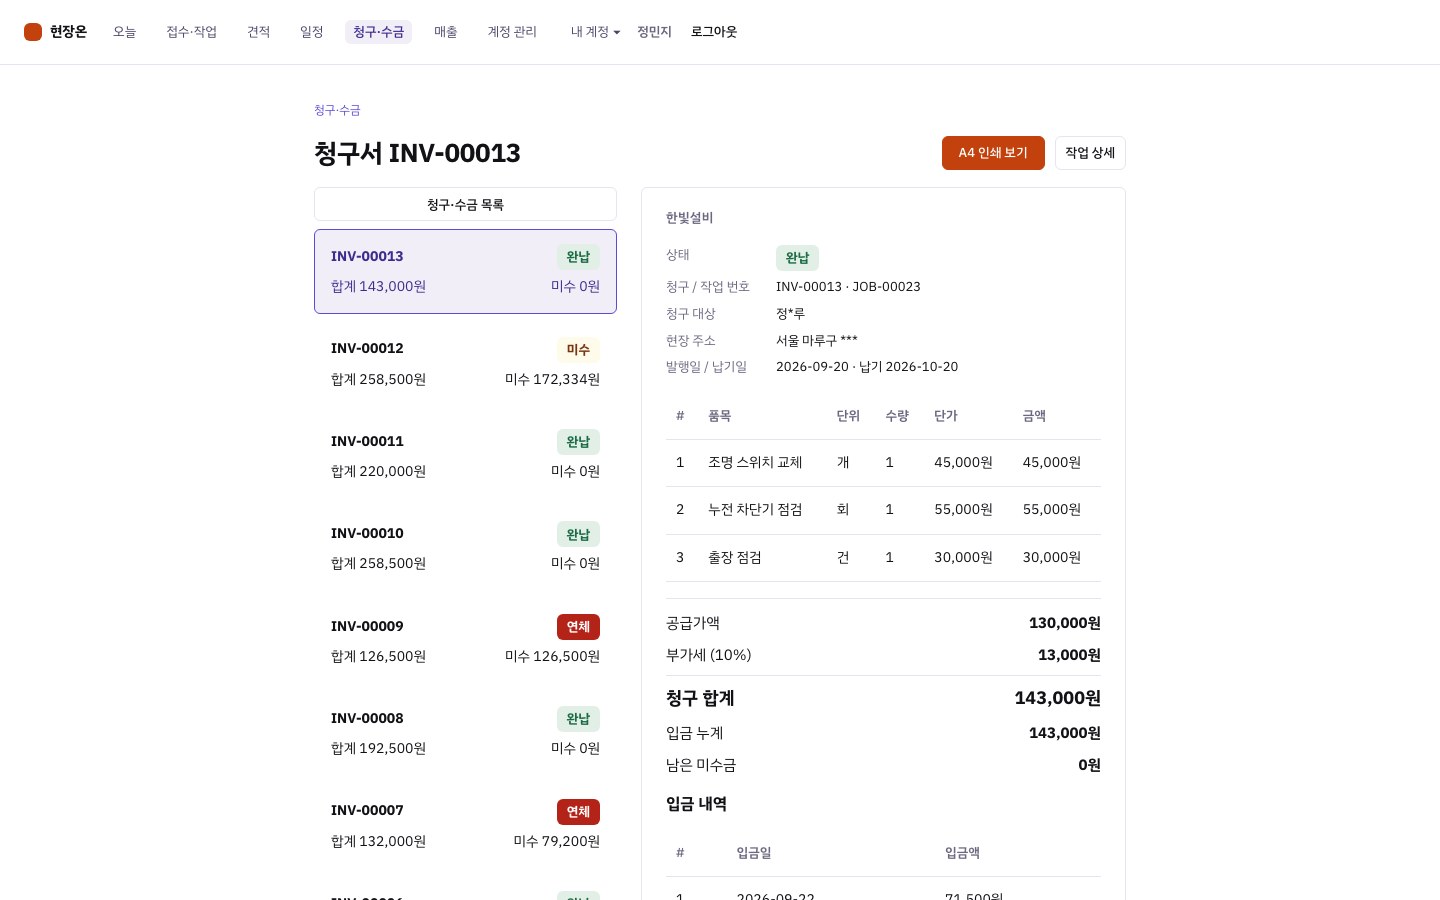 현장온 오늘 접수·작업 견적 일정 청구·수금 매출 계정 관리 내 계정 정민지 로그아웃
청구·수금
청구서 INV-00013
A4 인쇄 보기 작업 상세
청구·수금 목록
INV-00013 완납
합계 143,000원 미수 0원
INV-00012 미수
합계 258,500원 미수 172,334원
INV-00011 완납
합계 220,000원 미수 0원
INV-00010 완납
합계 258,500원 미수 0원
INV-00009 연체
합계 126,500원 미수 126,500원
INV-00008 완납
합계 192,500원 미수 0원
INV-00007 연체
합계 132,000원 미수 79,200원
한빛설비
상태 완납
청구 / 작업 번호 INV-00013 · JOB-00023
청구 대상 정*루
현장 주소 서울 마루구 ***
발행일 / 납기일 2026-09-20 · 납기 2026-10-20
# 품목 단위 수량 단가 금액
1 조명 스위치 교체 개 1 45,000원 45,000원
2 누전 차단기 점검 회 1 55,000원 55,000원
3 출장 점검 건 1 30,000원 30,000원
공급가액 130,000원
부가세 (10%) 13,000원
청구 합계 143,000원
입금 누계 143,000원
남은 미수금 0원
입금 내역
# 입금일 입금액
1 2026-09-22 71,500원